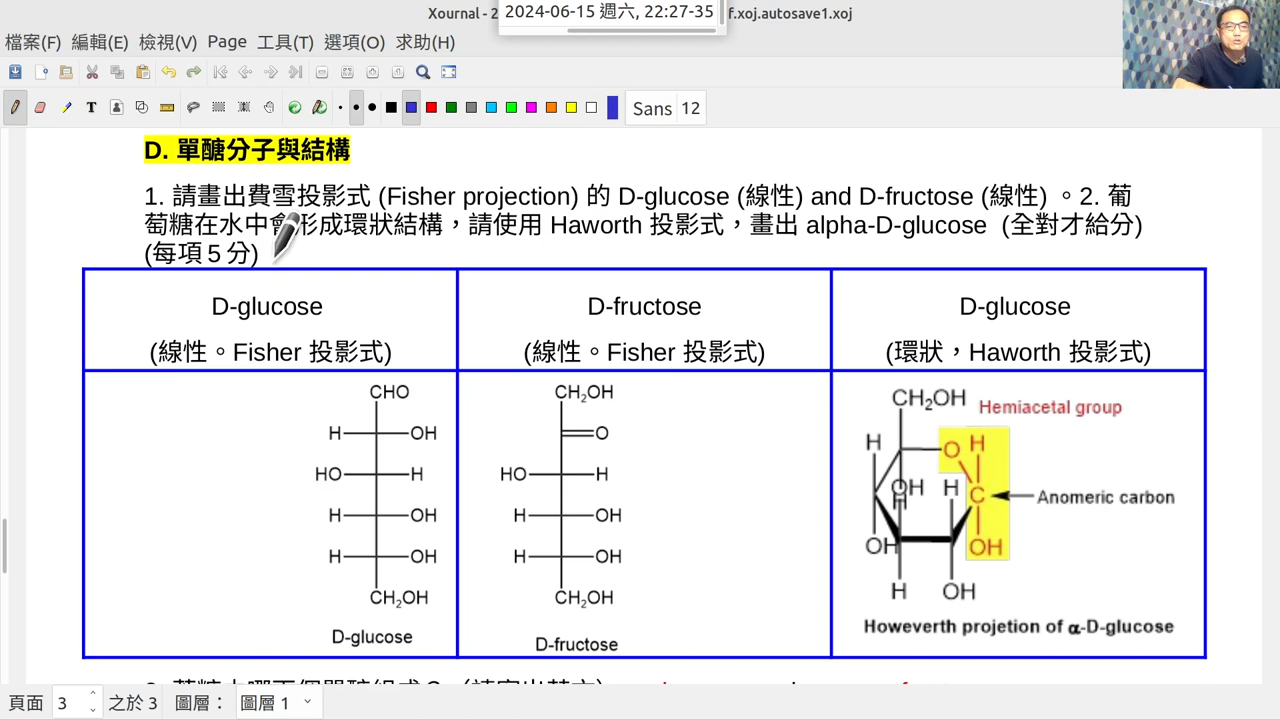 Xournal - 2
2024-06-15 週六, 22:27-35
f.xoj.autosave1.xoj
檔案(F) 編輯(E) 檢視(V) Page 工具(T) 選項(O) 求助(H)
T
Sans 12
D. 單醣分子與結構
1. 請畫出費雪投影式 (Fisher projection) 的 D-glucose (線性) and D-fructose (線性) 。2. 葡
萄糖在水中會形成環狀結構，請使用 Haworth 投影式，畫出 alpha-D-glucose (全對才給分)
(每項 5 分)
D-glucose
(線性。Fisher 投影式)
D-fructose
(線性。Fisher 投影式)
D-glucose
(環狀，Haworth 投影式)
CHO
H OH
HO H
H OH
H OH
CH₂OH
D-glucose
CH₂OH
O
HO H
H OH
H OH
CH₂OH
D-fructose
CH₂OH Hemiacetal group
H O H
OH H C Anomeric carbon
H
OH OH
H OH
Howeverth projetion of α-D-glucose
頁面 3 之於 3 圖層： 圖層 1